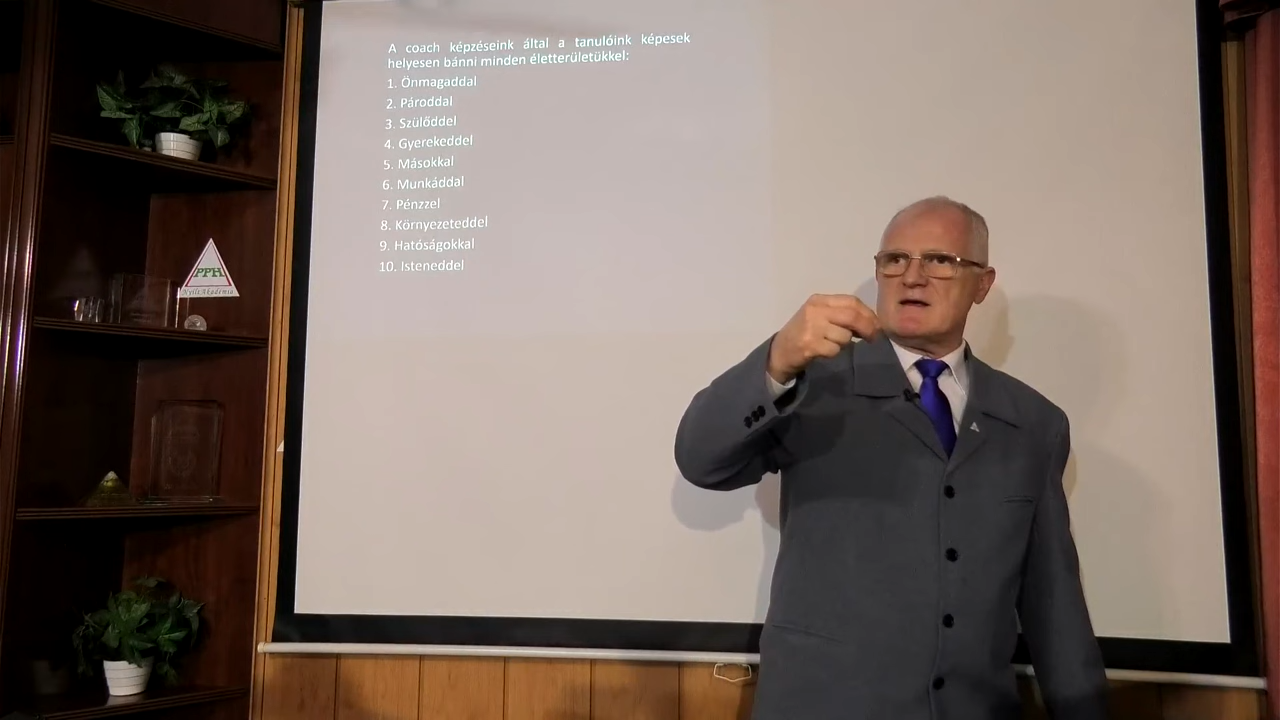 A coach képzéseink által a tanulóink képesek
helyesen bánni minden életterületükkel:
1. Önmagaddal
2. Pároddal
3. Szülőddel
4. Gyerekeddel
5. Másokkal
6. Munkáddal
7. Pénzzel
8. Környezeteddel
9. Hatóságokkal
10. Isteneddel
PPH
NyíltAkadémia